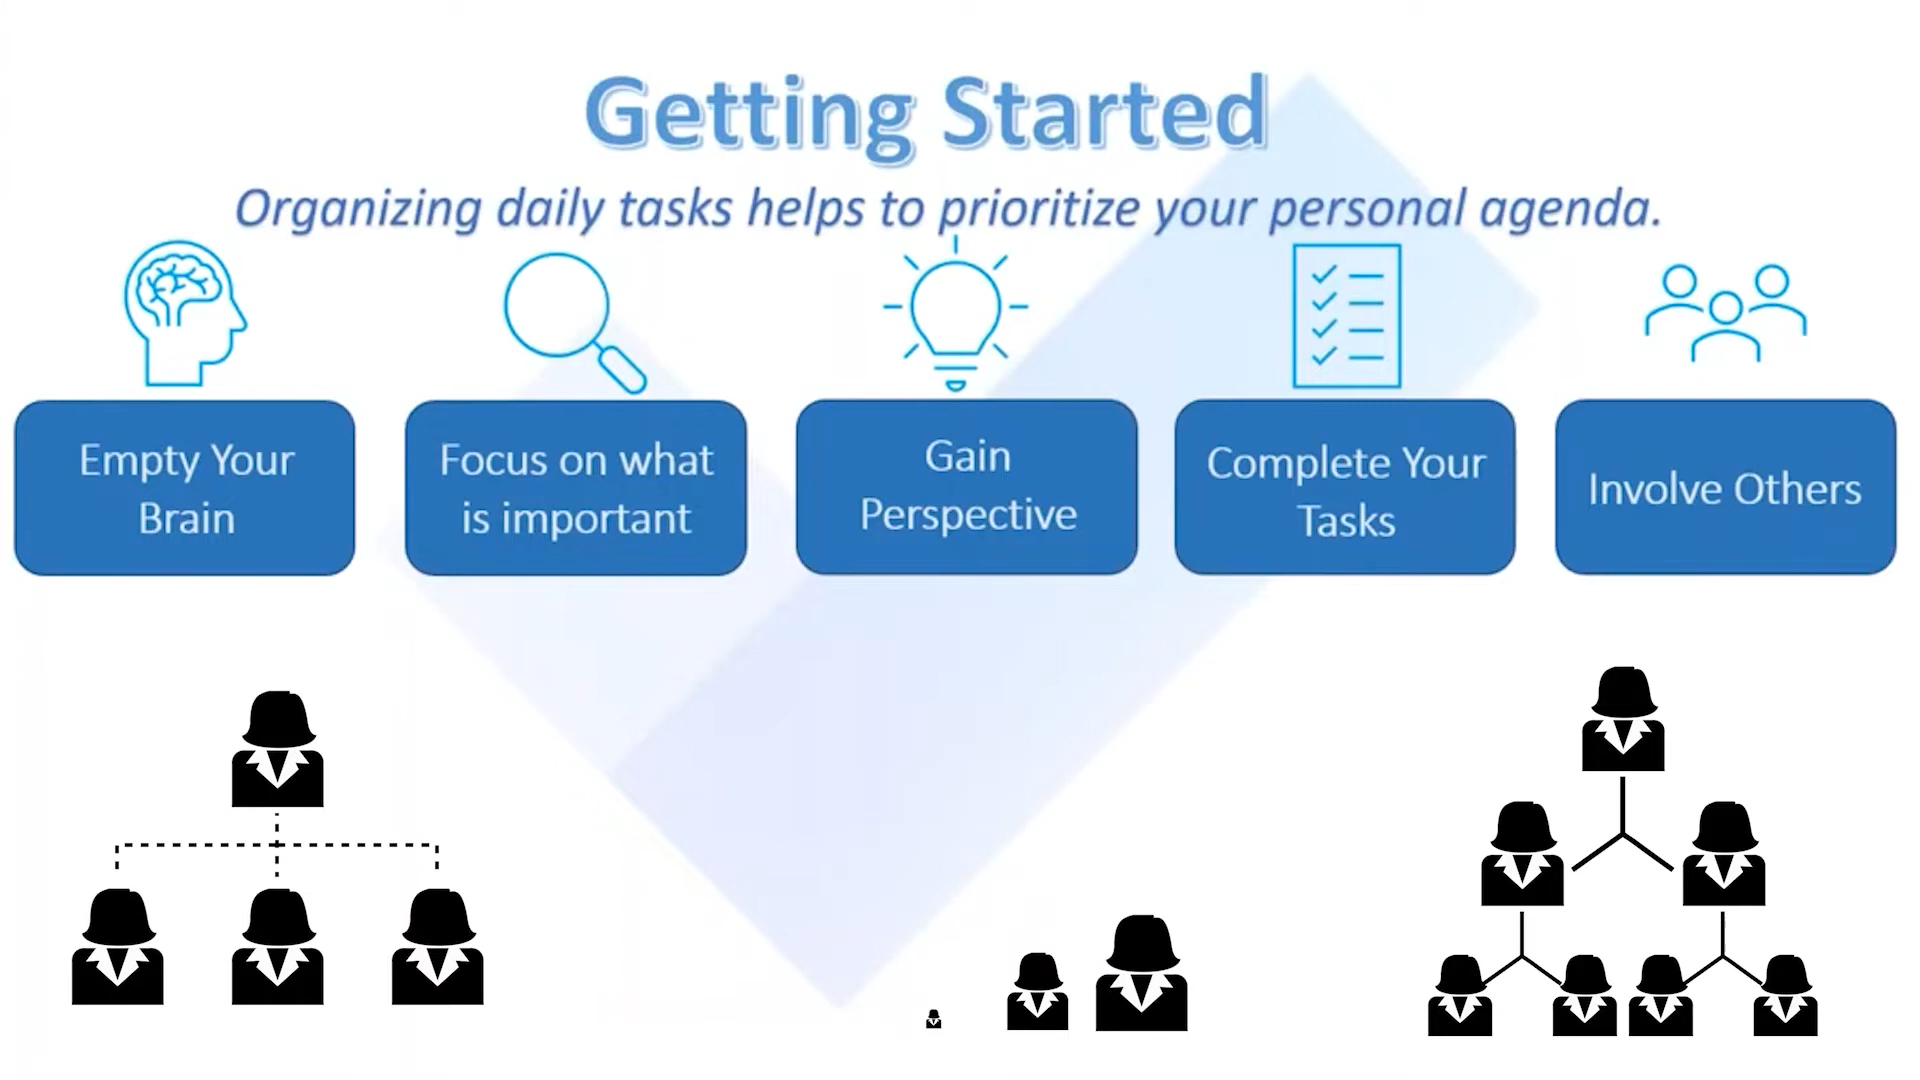 Getting Started
Organizing daily tasks helps to prioritize your personal agenda.
Empty Your
Brain
Focus on what
is important
Gain
Perspective
Complete Your
Tasks
Involve Others